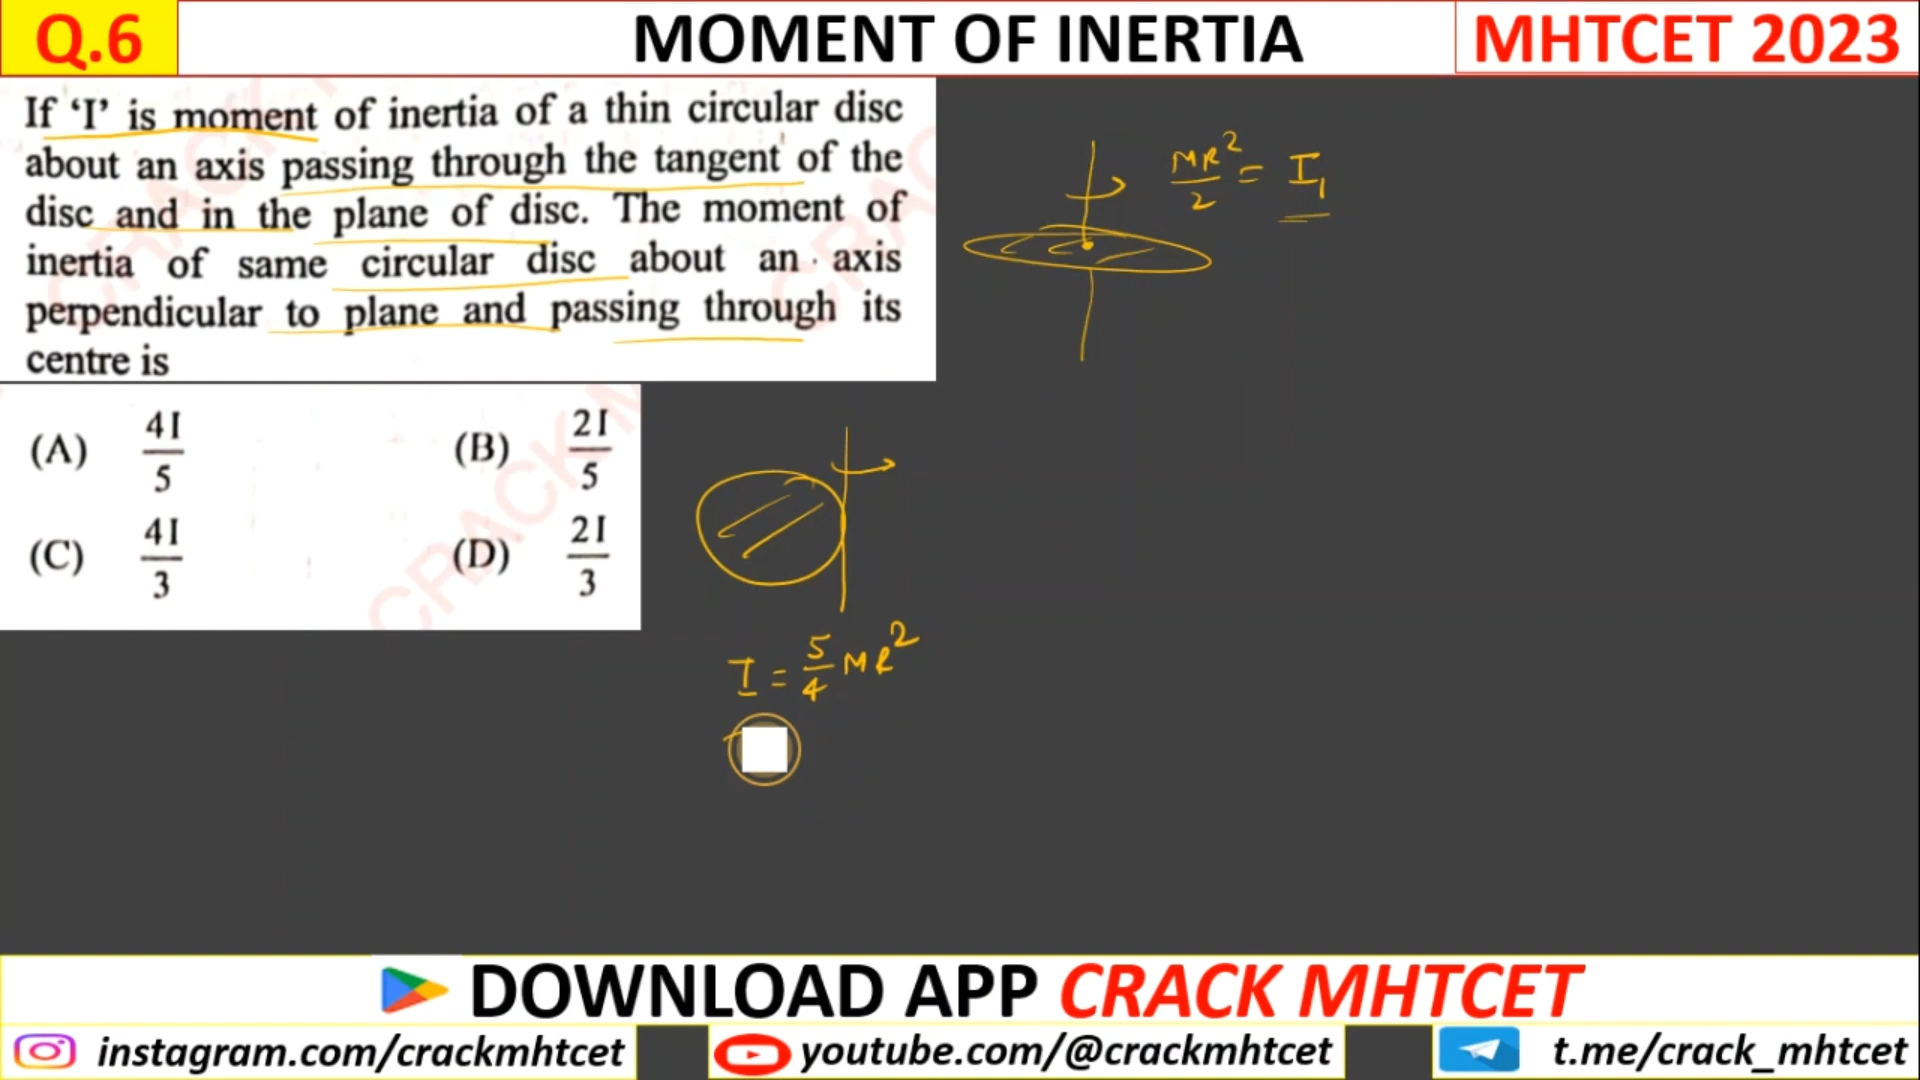 Q.6
MOMENT OF INERTIA
MHTCET 2023
If ‘I’ is moment of inertia of a thin circular disc
about an axis passing through the tangent of the
disc and in the plane of disc. The moment of
inertia of same circular disc about an axis
perpendicular to plane and passing through its
centre is
(A) 4I/5
(B) 2I/5
(C) 4I/3
(D) 2I/3
MR²/2 = I₁
I = 5/4 MR²
CRACK
CRACK
CRACKM
DOWNLOAD APP CRACK MHTCET
instagram.com/crackmhtcet
youtube.com/@crackmhtcet
t.me/crack_mhtcet